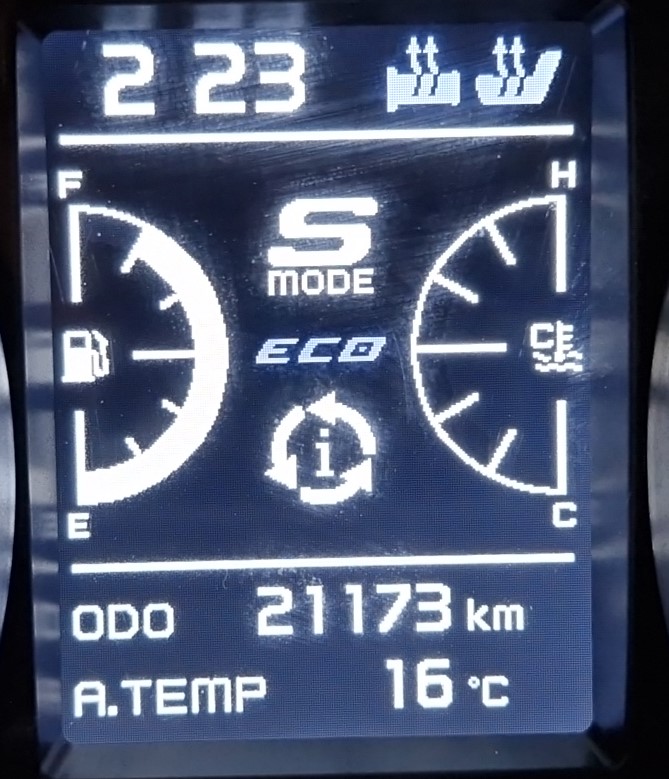 2 23
F H
S
MODE
ECO
i
E C
ODO 21173 km
A.TEMP 16 °C